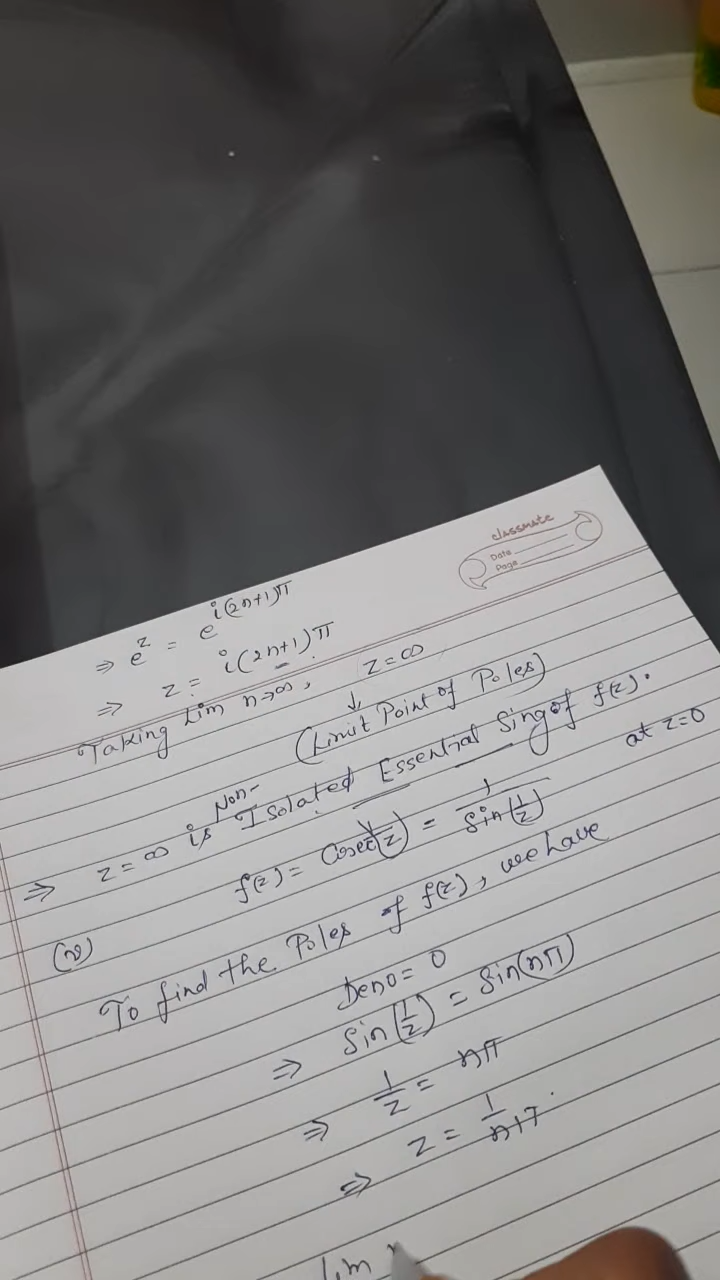 classmate
Date
Page
⇒ e^z = e^{i(2n+1)π}
⇒ z = i(2n+1)π
Taking Lim n→∞, z=∞
↓
(Limit Point of Poles)
⇒ z=∞ is Non-Isolated Essential Sing of f(z).
(v) f(z) = Cosec(1/z) = 1/Sin(1/z) at z=0
To find the Poles of f(z), we have
Deno = 0
⇒ Sin(1/z) = Sin(nπ)
⇒ 1/z = nπ
⇒ z = 1/nπ.
Lim